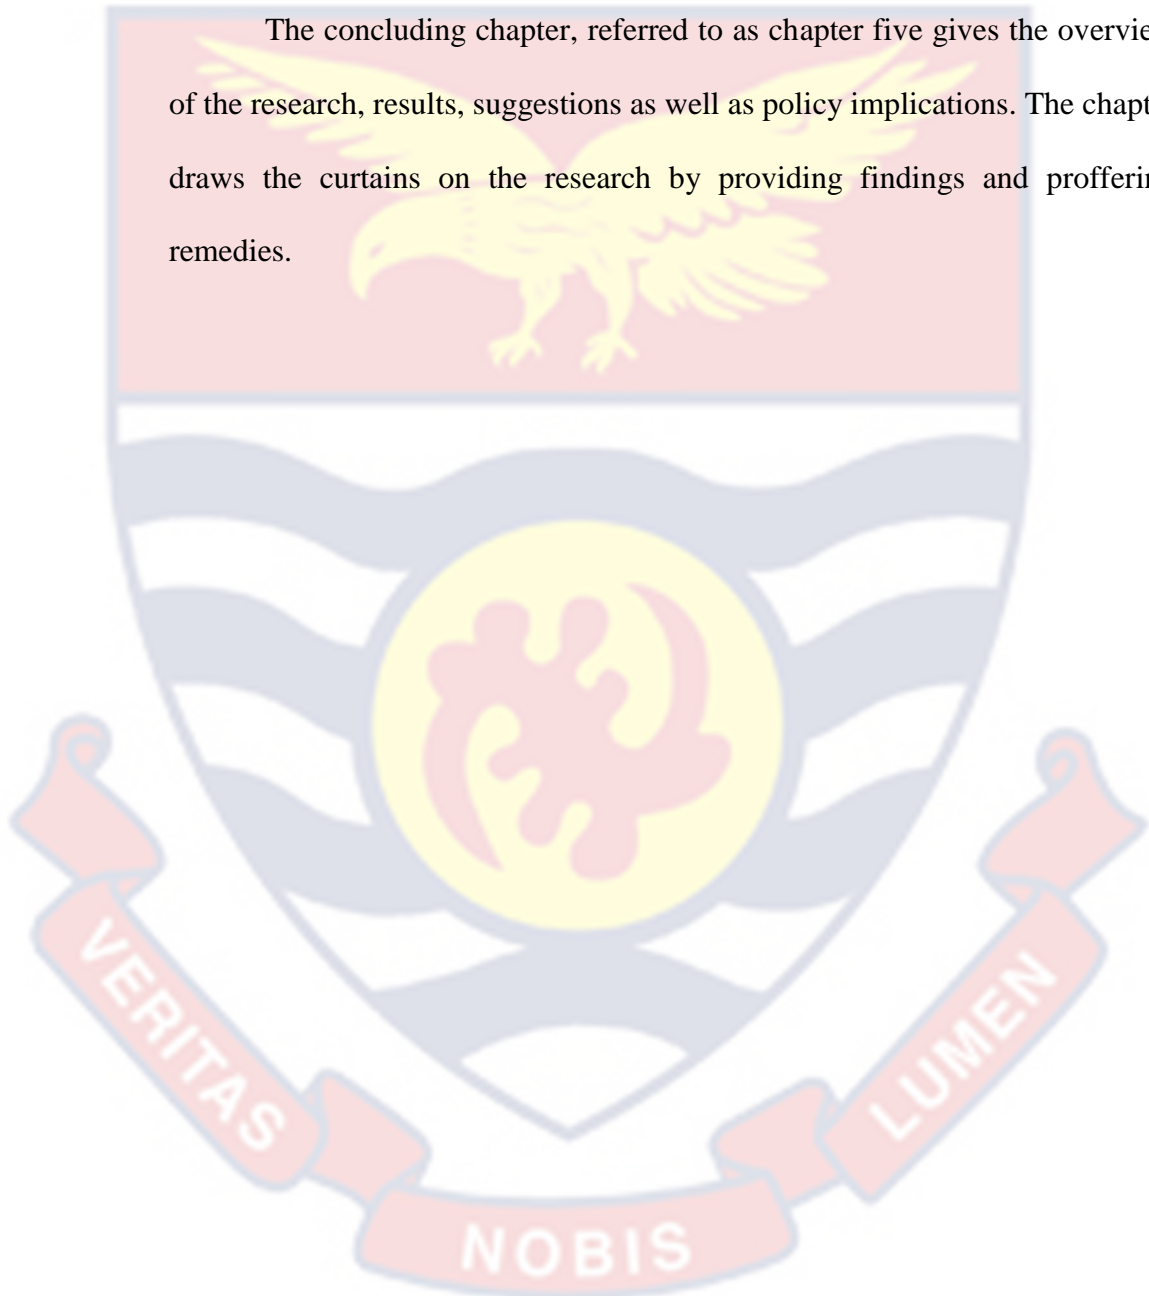 The concluding chapter, referred to as chapter five gives the overvie
of the research, results, suggestions as well as policy implications. The chapt
draws the curtains on the research by providing findings and profferin
remedies.
VERITAS
NOBIS
LUMEN